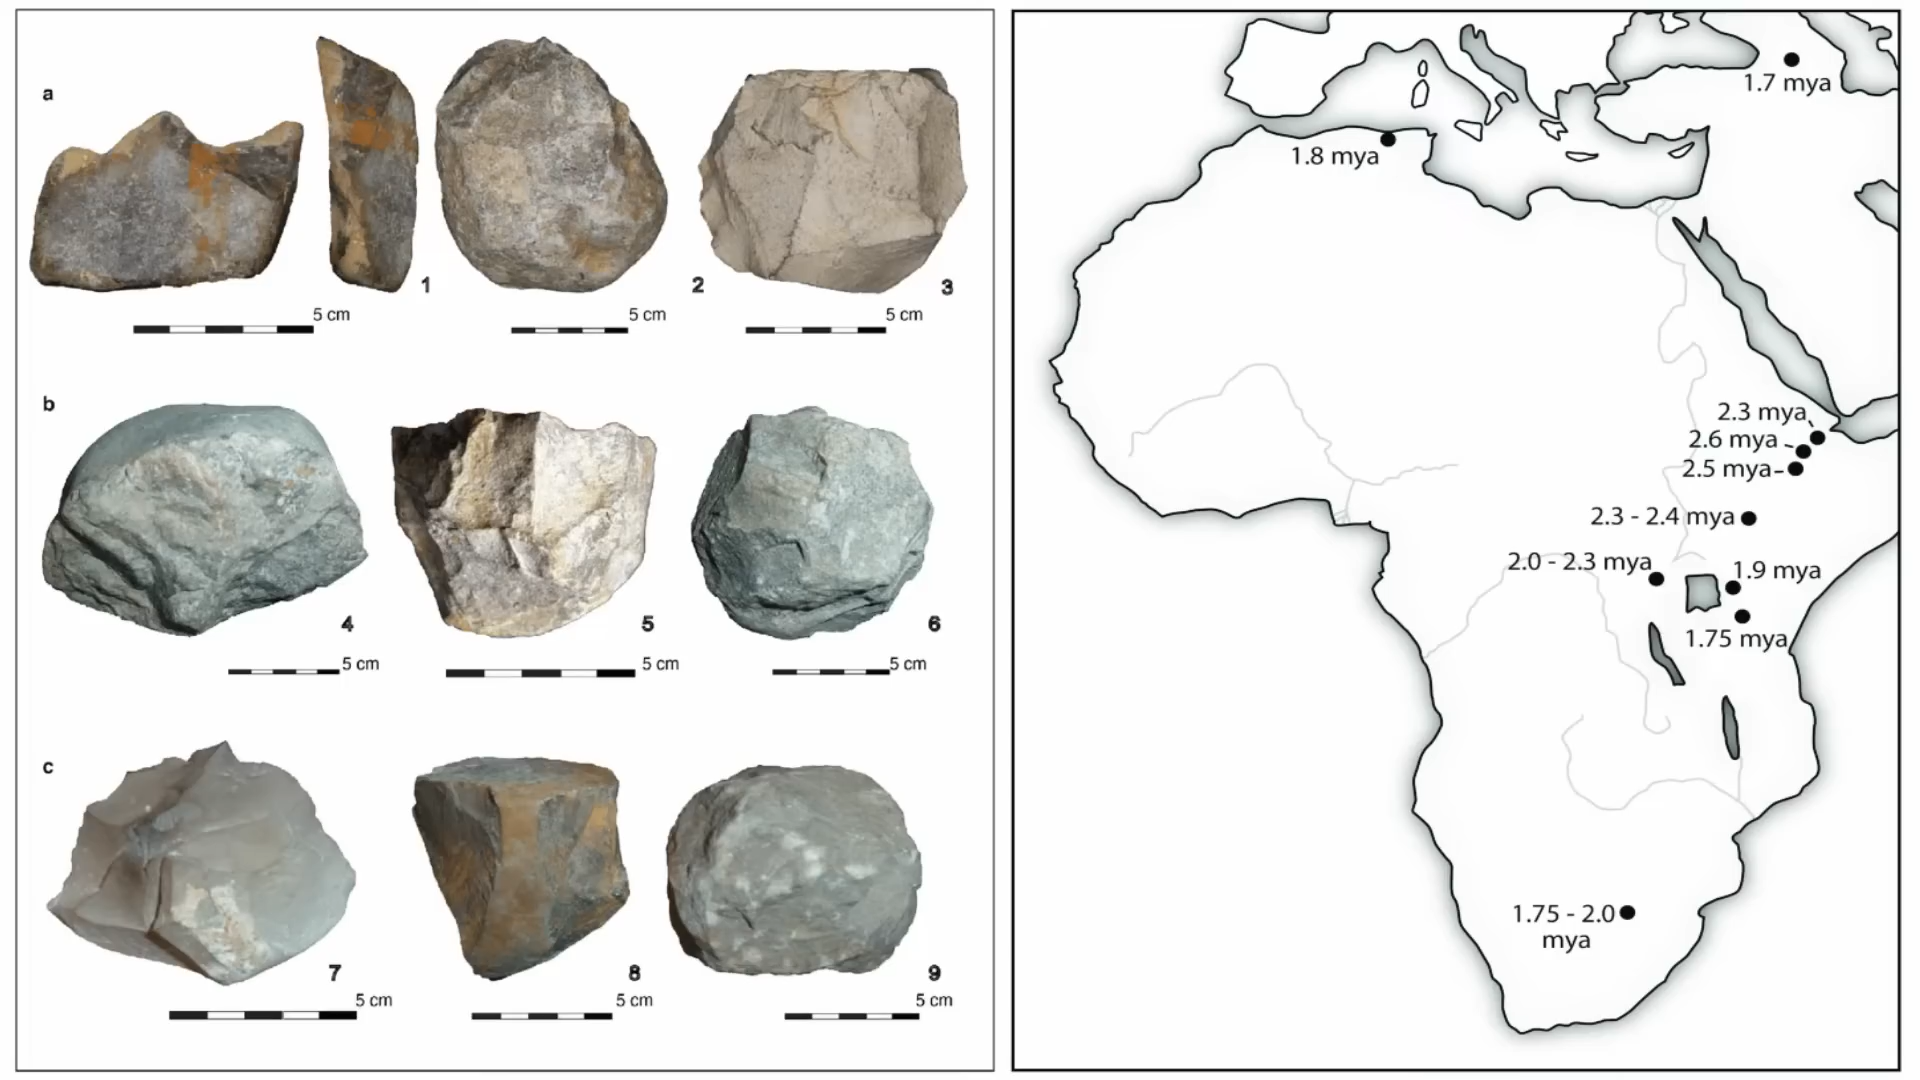 a
1
2
3
5 cm
5 cm
5 cm
b
4
5
6
5 cm
5 cm
5 cm
c
7
8
9
5 cm
5 cm
5 cm
1.7 mya
1.8 mya
2.3 mya
2.6 mya
2.5 mya
2.3 - 2.4 mya
2.0 - 2.3 mya
1.9 mya
1.75 mya
1.75 - 2.0
mya